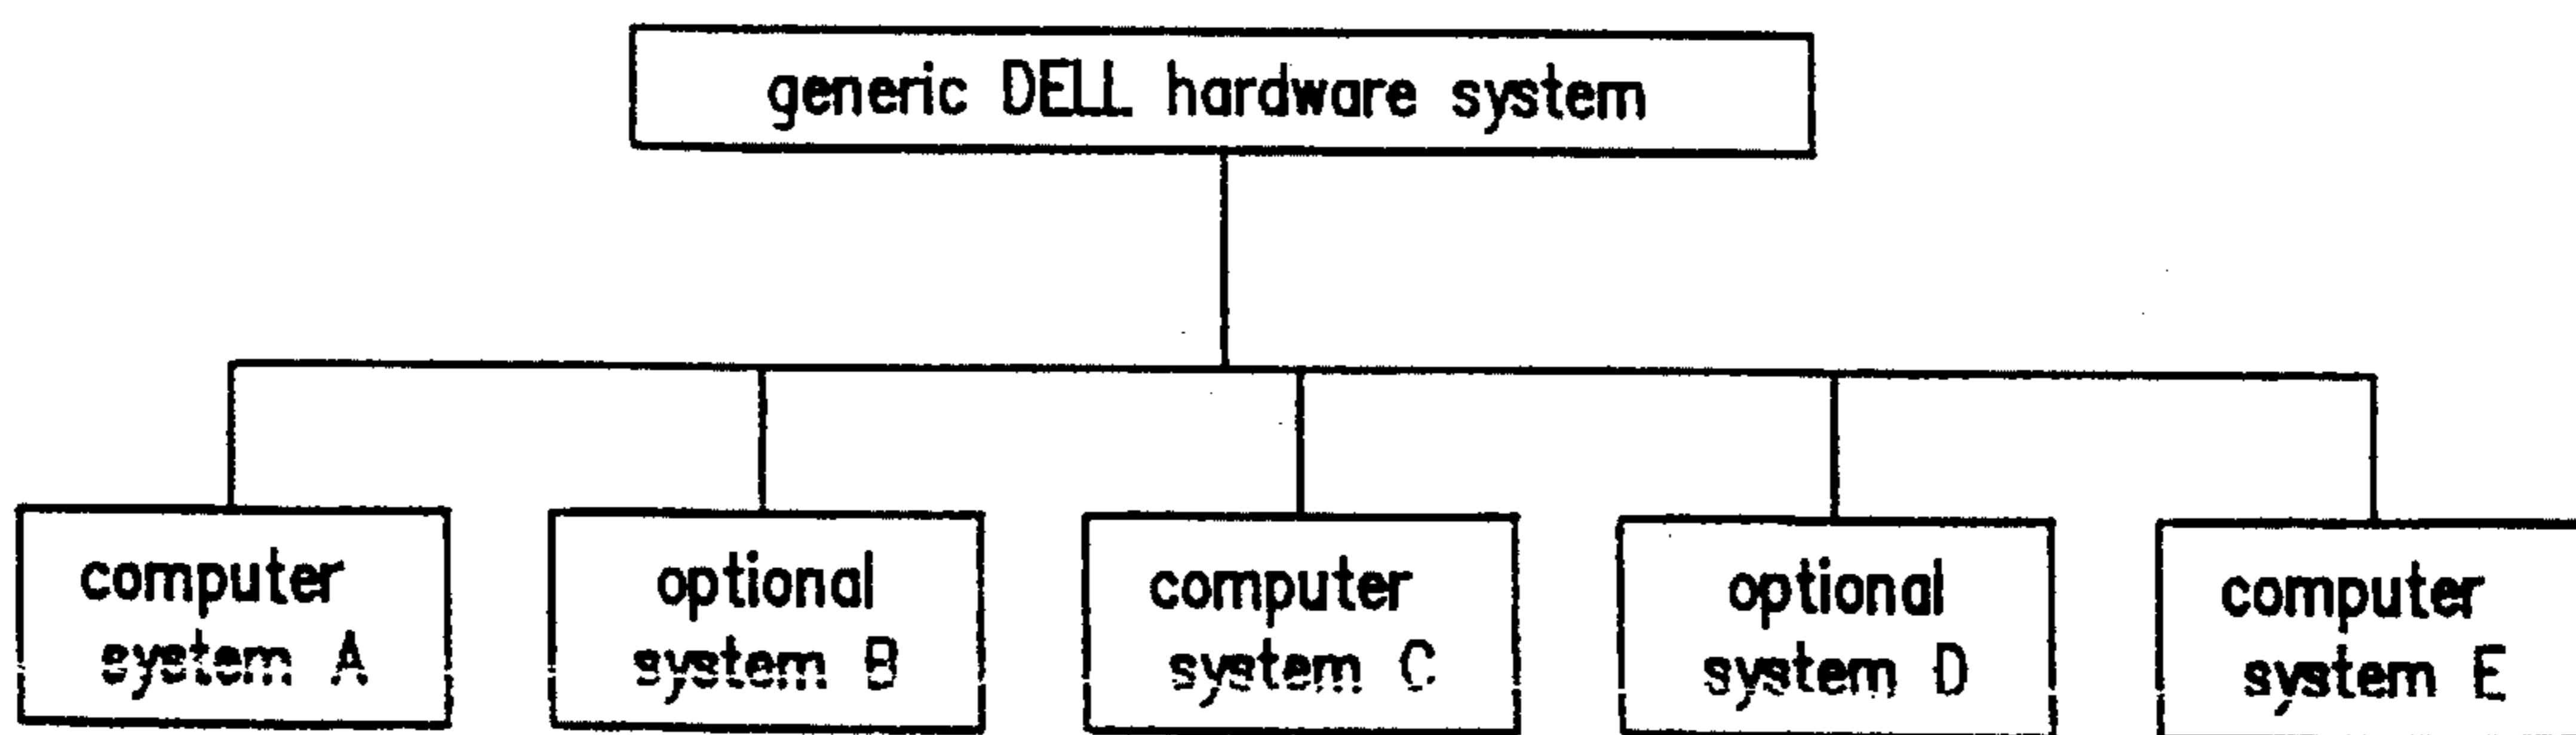 generic DELL hardware system
computer
system A
optional
system B
computer
system C
optional
system D
computer
system E